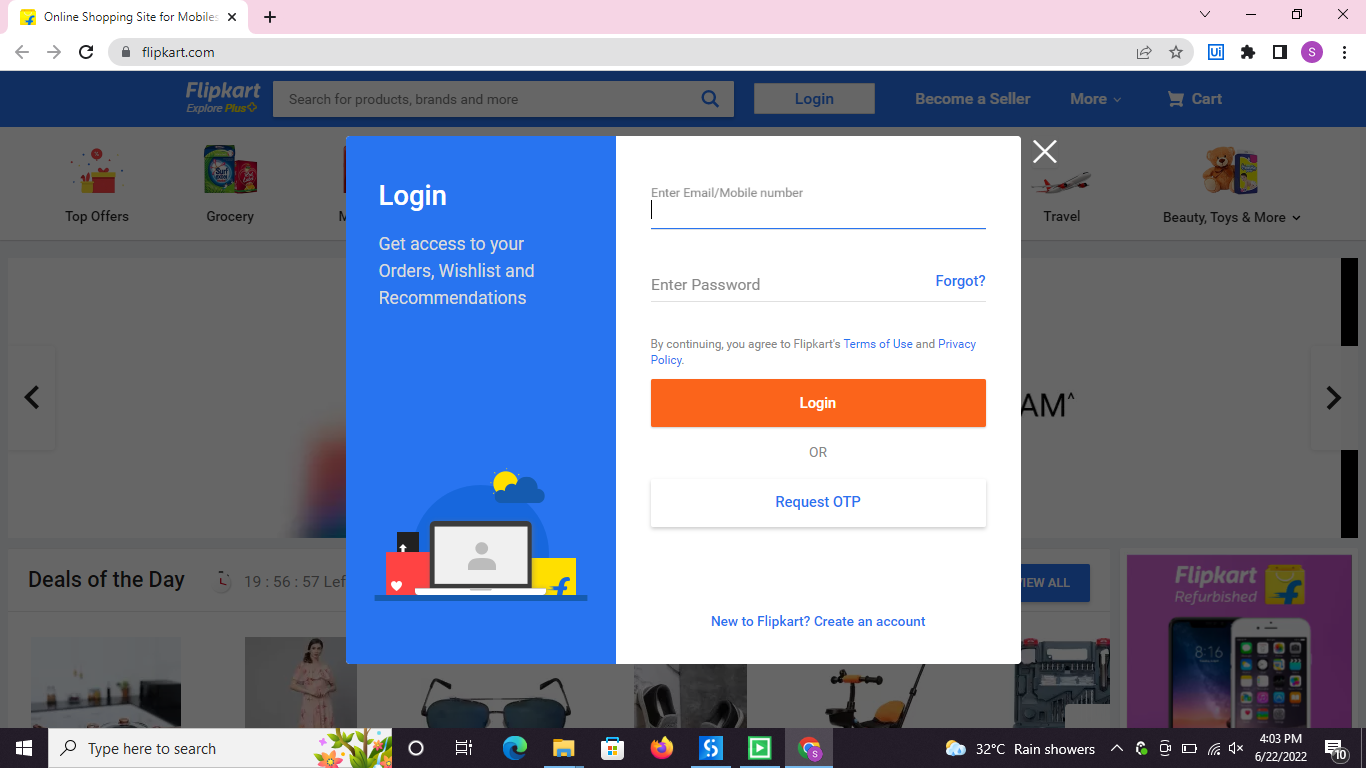 Online Shopping Site for Mobiles
flipkart.com
S
Flipkart
Explore Plus
Search for products, brands and more
Login
Become a Seller
More
Cart
Top Offers
Grocery
Travel
Beauty, Toys & More
Login
Get access to your
Orders, Wishlist and
Recommendations
Enter Email/Mobile number
Enter Password
Forgot?
By continuing, you agree to Flipkart's Terms of Use and Privacy
Policy.
Login
OR
Request OTP
New to Flipkart? Create an account
AM^
Deals of the Day
19 : 56 : 57 Lef
IEW ALL
Flipkart
Refurbished
8:16
Type here to search
32°C Rain showers
4:03 PM
6/22/2022
10